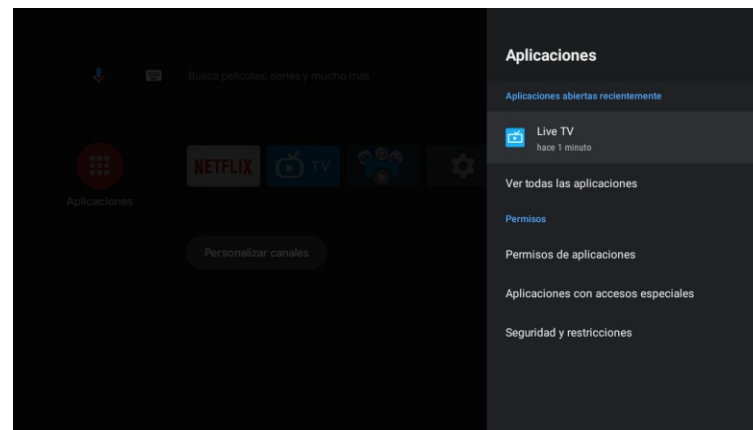 Busca películas, series y mucho más
NETFLIX
TV
Aplicaciones
Personalizar canales
Aplicaciones
Aplicaciones abiertas recientemente
Live TV
hace 1 minuto
Ver todas las aplicaciones
Permisos
Permisos de aplicaciones
Aplicaciones con accesos especiales
Seguridad y restricciones